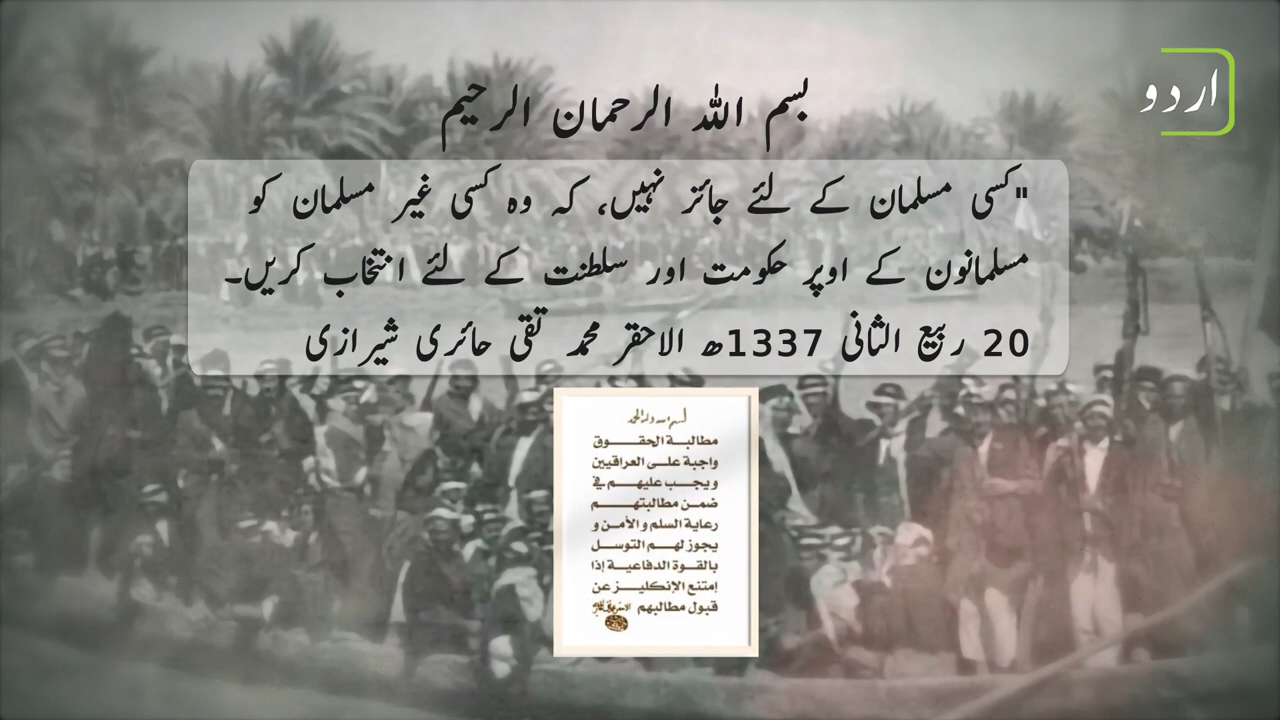 اردو
بسم اللہ الرحمان الرحیم
"کسی مسلمان کے لئے جائز نہیں، کہ وہ کسی غیر مسلمان کو
مسلمانون کے اوپر حکومت اور سلطنت کے لئے انتخاب کریں۔
20 ربیع الثانی 1337ھ الاحقر محمد تقی حائری شیرازی
مطالبة الحقوق
واجبة على العراقيين
ويجب عليهم في
ضمن مطالبتهم
رعاية السلم والأمن و
يجوز لهم التوسل
بالقوة الدفاعية إذا
إمتنع الإنكليز عن
قبول مطالبهم